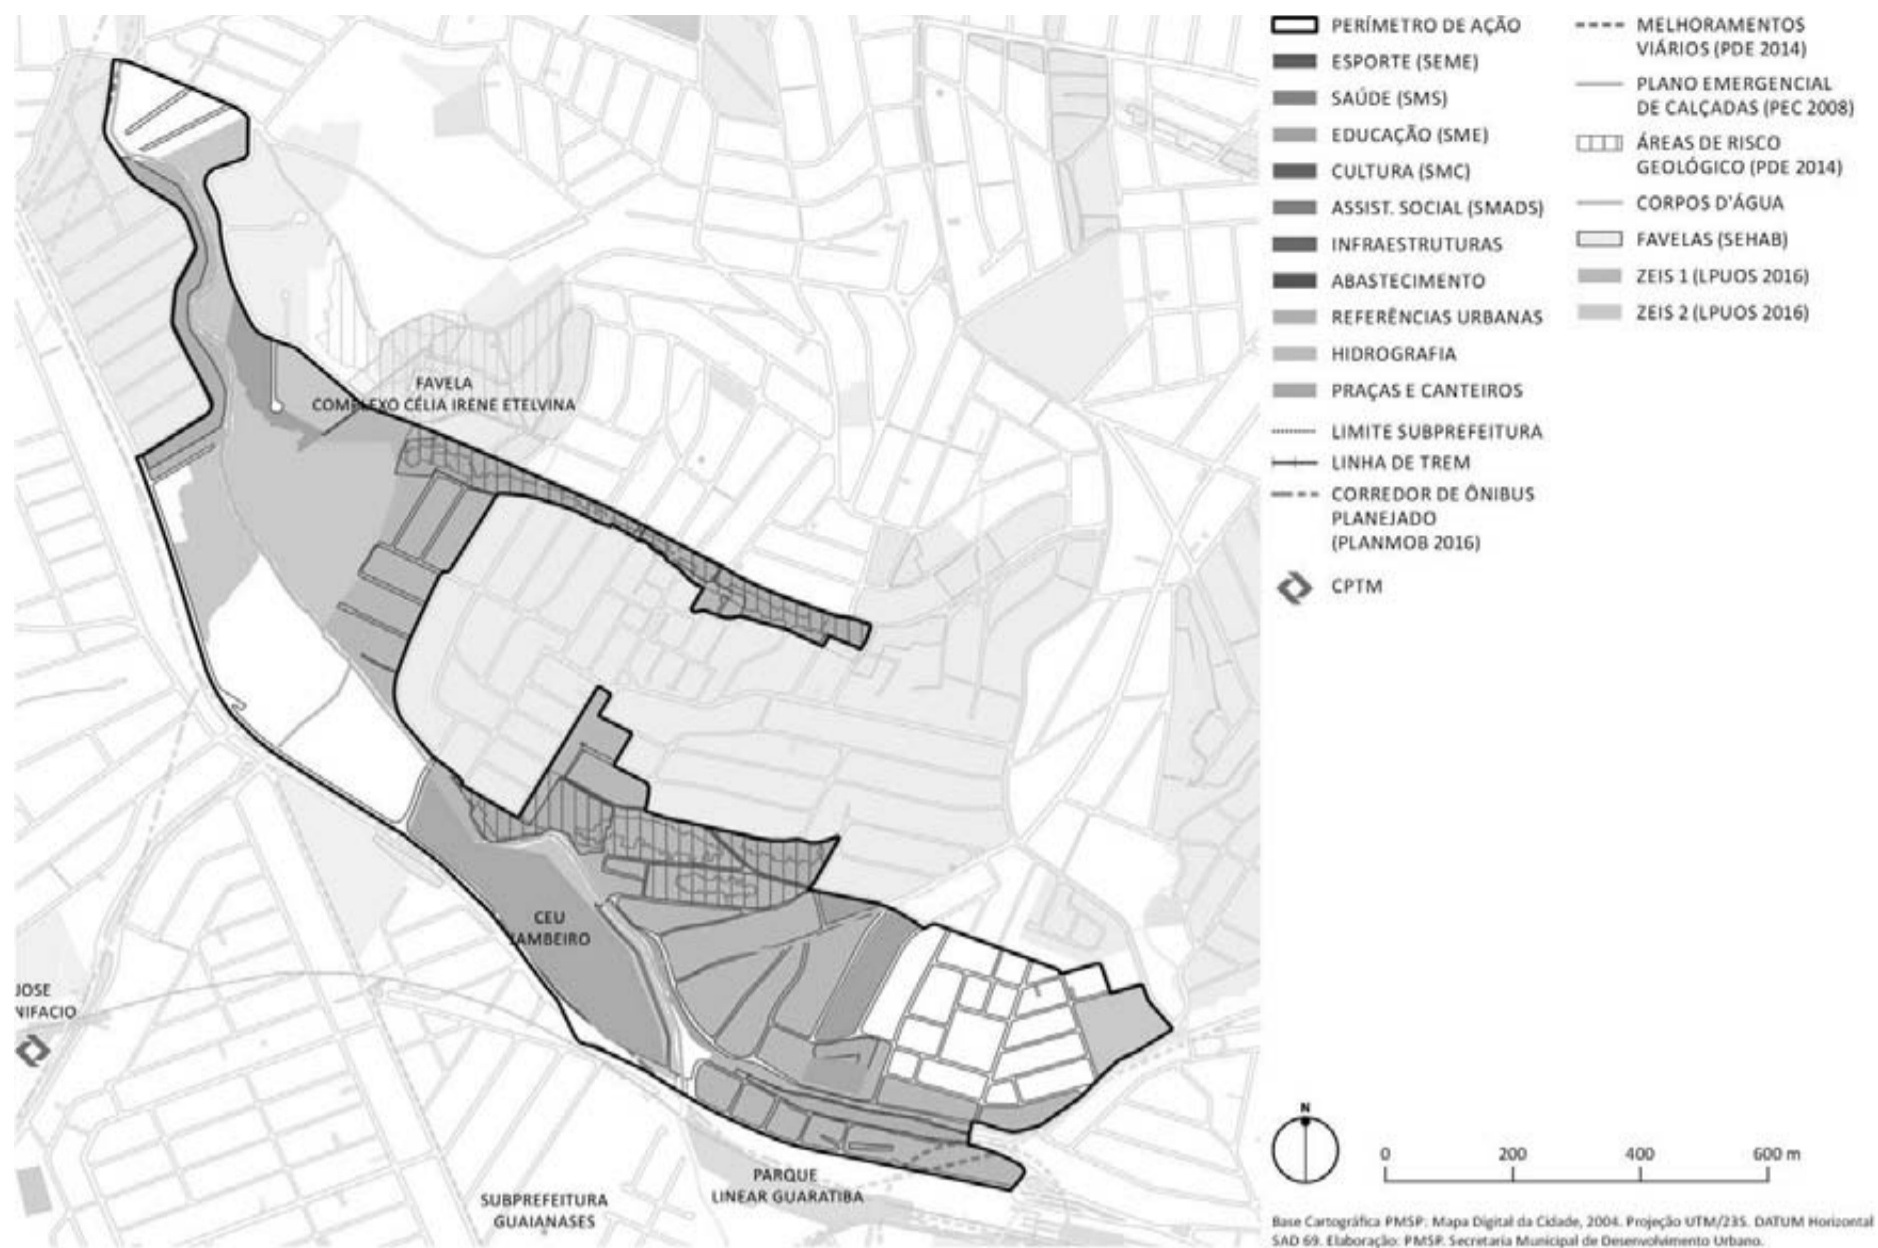 FAVELA
COMPLEXO CÉLIA IRENE ETELVINA
CEU
JAMBEIRO
JOSE
NIFACIO
PARQUE
LINEAR GUARATIBA
SUBPREFEITURA
GUAIANASES
PERÍMETRO DE AÇÃO
ESPORTE (SEME)
SAÚDE (SMS)
EDUCAÇÃO (SME)
CULTURA (SMC)
ASSIST. SOCIAL (SMADS)
INFRAESTRUTURAS
ABASTECIMENTO
REFERÊNCIAS URBANAS
HIDROGRAFIA
PRAÇAS E CANTEIROS
LIMITE SUBPREFEITURA
LINHA DE TREM
CORREDOR DE ÔNIBUS
PLANEJADO
(PLANMOB 2016)
CPTM
MELHORAMENTOS
VIÁRIOS (PDE 2014)
PLANO EMERGENCIAL
DE CALÇADAS (PEC 2008)
ÁREAS DE RISCO
GEOLÓGICO (PDE 2014)
CORPOS D'ÁGUA
FAVELAS (SEHAB)
ZEIS 1 (LPUOS 2016)
ZEIS 2 (LPUOS 2016)
N
0 200 400 600 m
Base Cartográfica PMSP: Mapa Digital da Cidade, 2004. Projeção UTM/23S. DATUM Horizontal
SAD 69. Elaboração: PMSP. Secretaria Municipal de Desenvolvimento Urbano.